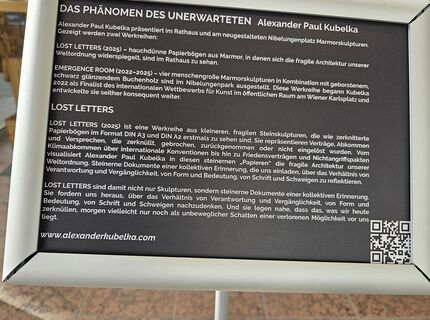 DAS PHÄNOMEN DES UNERWARTETEN Alexander Paul Kubelka
Alexander Paul Kubelka präsentiert im Rathaus und am neugestalteten Nibelungenplatz Marmorskulpturen.
Gezeigt werden zwei Werkreihen:
LOST LETTERS (2025) – hauchdünne Papierbögen aus Marmor, in denen sich die fragile Architektur unserer
Weltordnung widerspiegelt, sind im Rathaus zu sehen.
EMERGENCE ROOM (2022–2025) – vier menschengroße Marmorskulpturen in Kombination mit geborstenem,
schwarz glänzendem Buchenholz sind im Nibelungenpark ausgestellt. Diese Werkreihe begann Kubelka
2022 als Finalist des internationalen Wettbewerbs für Kunst im öffentlichen Raum am Wiener Karlsplatz und
entwickelte sie seither konsequent weiter.
LOST LETTERS
LOST LETTERS (2025) ist eine Werkreihe aus kleineren, fragilen Steinskulpturen, die wie zerknitterte
Papierbögen im Format DIN A3 und DIN A2 erstmals zu sehen sind. Sie repräsentieren Verträge, Abkommen
und Versprechen, die zerknüllt, gebrochen, zurückgenommen oder nicht eingelöst wurden. Vom
Klimaabkommen über internationale Konventionen bis hin zu Friedensverträgen und Nichtangriffspakten
visualisiert Alexander Paul Kubelka in diesen steinernen „Papieren“ die fragile Architektur unserer
Weltordnung. Steinerne Dokumente einer kollektiven Erinnerung, die uns einladen, über das Verhältnis von
Verantwortung und Vergänglichkeit, von Form und Bedeutung, von Schrift und Schweigen zu reflektieren.
LOST LETTERS sind damit nicht nur Skulpturen, sondern steinerne Dokumente einer kollektiven Erinnerung.
Sie fordern uns heraus, über das Verhältnis von Verantwortung und Vergänglichkeit, von Form und
Bedeutung, von Schrift und Schweigen nachzudenken. Und sie legen nahe, dass das, was wir heute
zerknüllen, morgen vielleicht nur noch als unbeweglicher Schatten einer verlorenen Möglichkeit vor uns
liegt.
www.alexanderkubelka.com